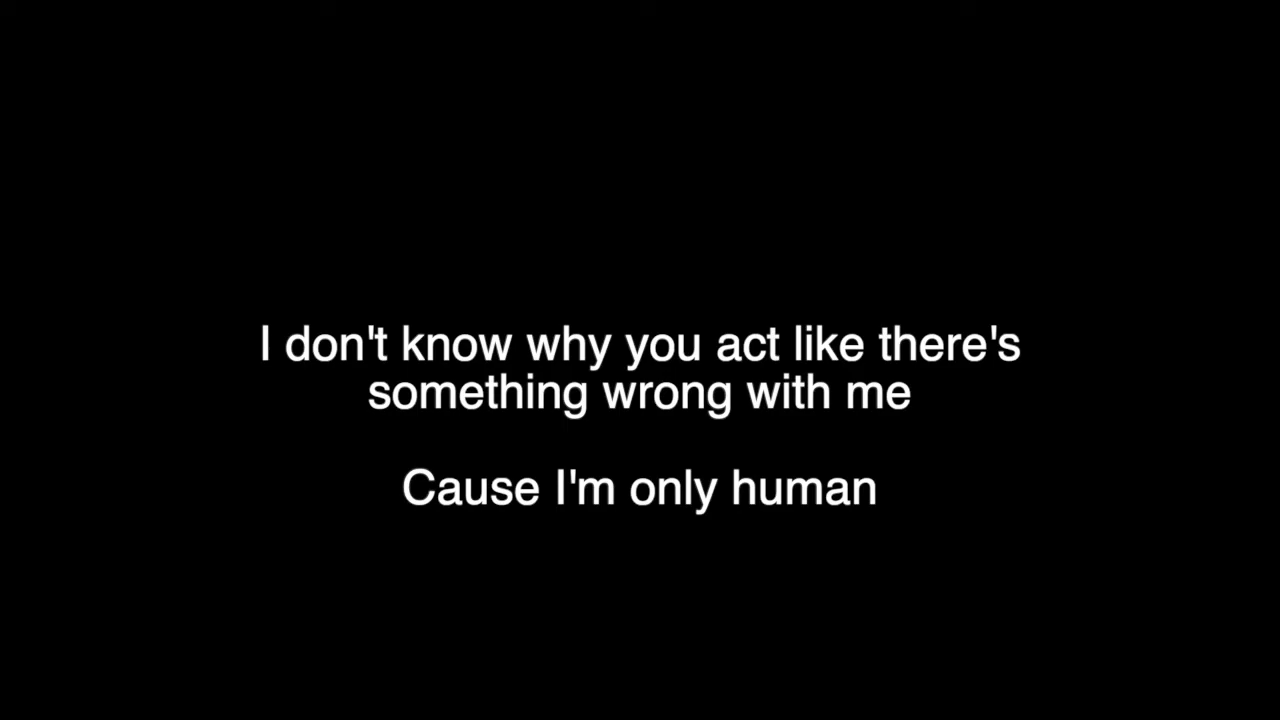 I don't know why you act like there's
something wrong with me
Cause I'm only human